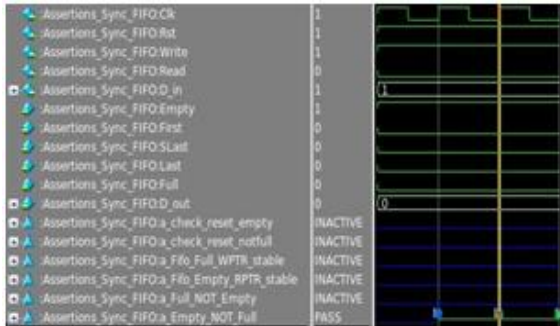 :Assertions_Sync_FIFO:Clk 1
:Assertions_Sync_FIFO:Rst 1
:Assertions_Sync_FIFO:Write 1
:Assertions_Sync_FIFO:Read 0
:Assertions_Sync_FIFO:D_in 1 1
:Assertions_Sync_FIFO:Empty 1
:Assertions_Sync_FIFO:First 0
:Assertions_Sync_FIFO:SLast 0
:Assertions_Sync_FIFO:Last 0
:Assertions_Sync_FIFO:Full 0
:Assertions_Sync_FIFO:D_out 0 0
:Assertions_Sync_FIFO:a_check_reset_empty INACTIVE
:Assertions_Sync_FIFO:a_check_reset_notfull INACTIVE
:Assertions_Sync_FIFO:a_Fifo_Full_WPTR_stable INACTIVE
:Assertions_Sync_FIFO:a_Fifo_Empty_RPTR_stable INACTIVE
:Assertions_Sync_FIFO:a_Full_NOT_Empty INACTIVE
:Assertions_Sync_FIFO:a_Empty_NOT_Full PASS